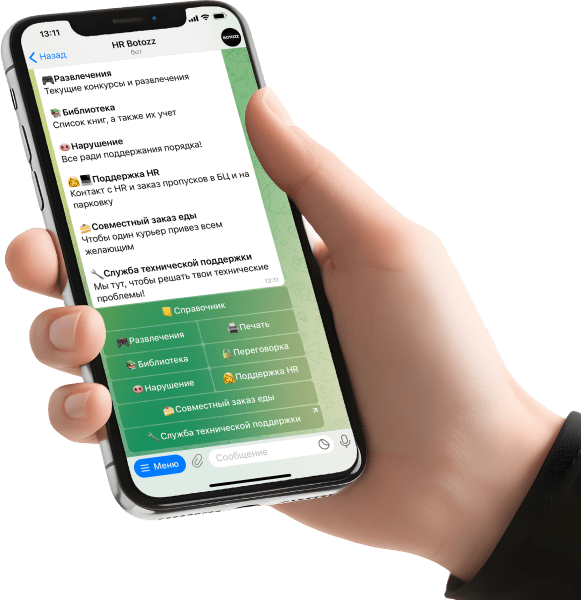 13:11
Назад
HR Botozz
бот
BOTOZZ
🎮Развлечения
Текущие конкурсы и развлечения
📚Библиотека
Список книг, а также их учет
🐽Нарушение
Все ради поддержания порядка!
🙋💻Поддержка HR
Контакт с HR и заказ пропусков в БЦ и на
парковку
🍰Совместный заказ еды
Чтобы один курьер привез всем
желающим
🔧Служба технической поддержки
Мы тут, чтобы решать твои технические
проблемы!
13:11
📒Справочник
🎮Развлечения
🖨Печать
📚Библиотека
🔐Переговорка
🐽Нарушение
🙋Поддержка HR
🍰Совместный заказ еды
🔧Служба технической поддержки
Меню
Сообщение